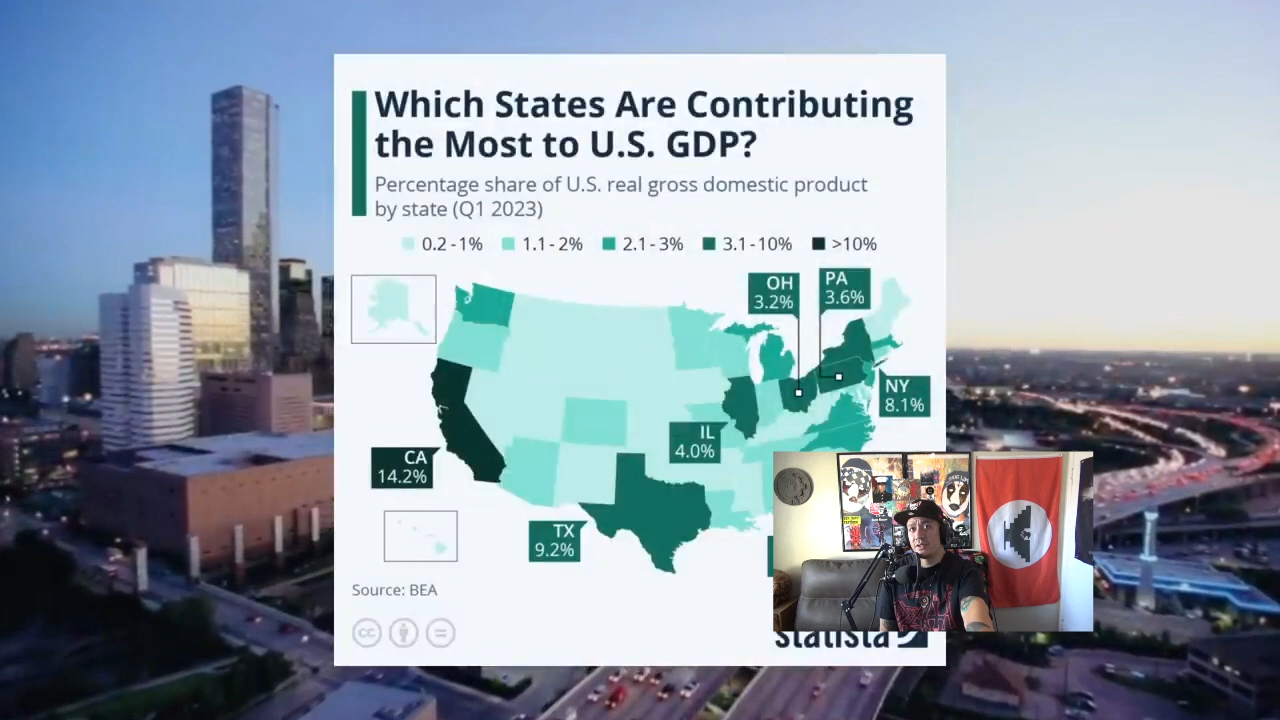 Which States Are Contributing
the Most to U.S. GDP?
Percentage share of U.S. real gross domestic product
by state (Q1 2023)
0.2-1% 1.1-2% 2.1-3% 3.1-10% >10%
OH
3.2%
PA
3.6%
NY
8.1%
IL
4.0%
CA
14.2%
TX
9.2%
Source: BEA
cc
statista